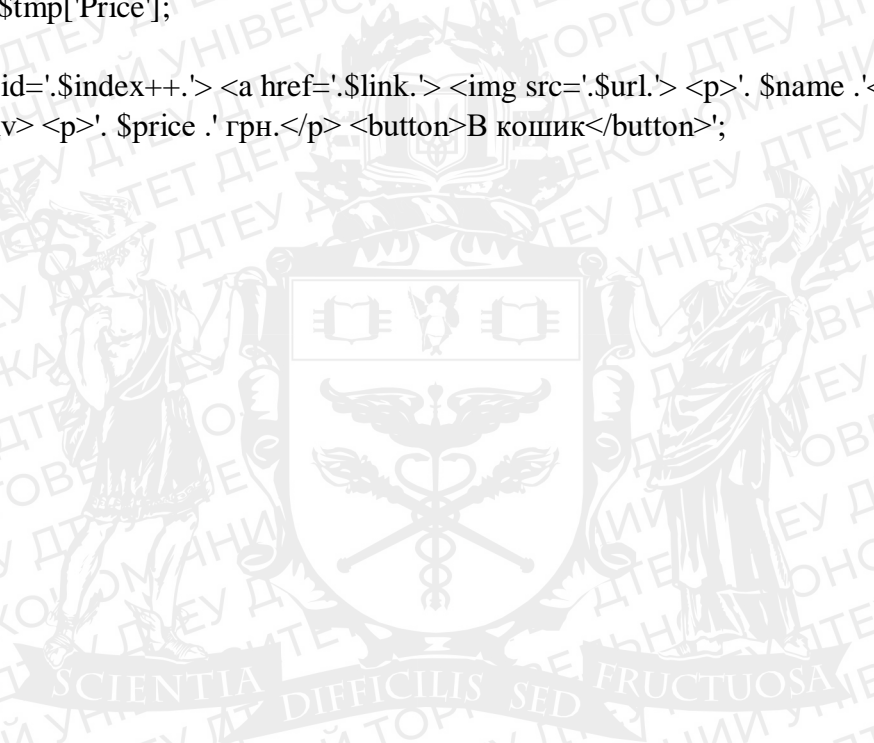 $tmp['Price'];
id='.$index++.'> <a href='.$link.'> <img src='.$url.'> <p>'. $name .'<
v> <p>'. $price .' грн.</p> <button>В кошик</button>';
SCIENTIA DIFFICILIS SED FRUCTUOSA